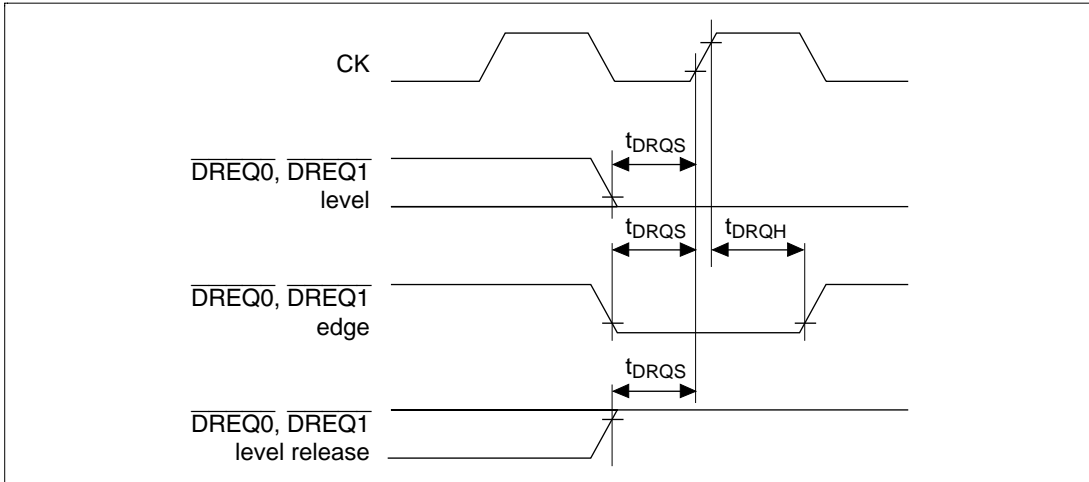 CK
tDRQS
DREQ0, DREQ1
level
tDRQS
tDRQH
DREQ0, DREQ1
edge
tDRQS
DREQ0, DREQ1
level release